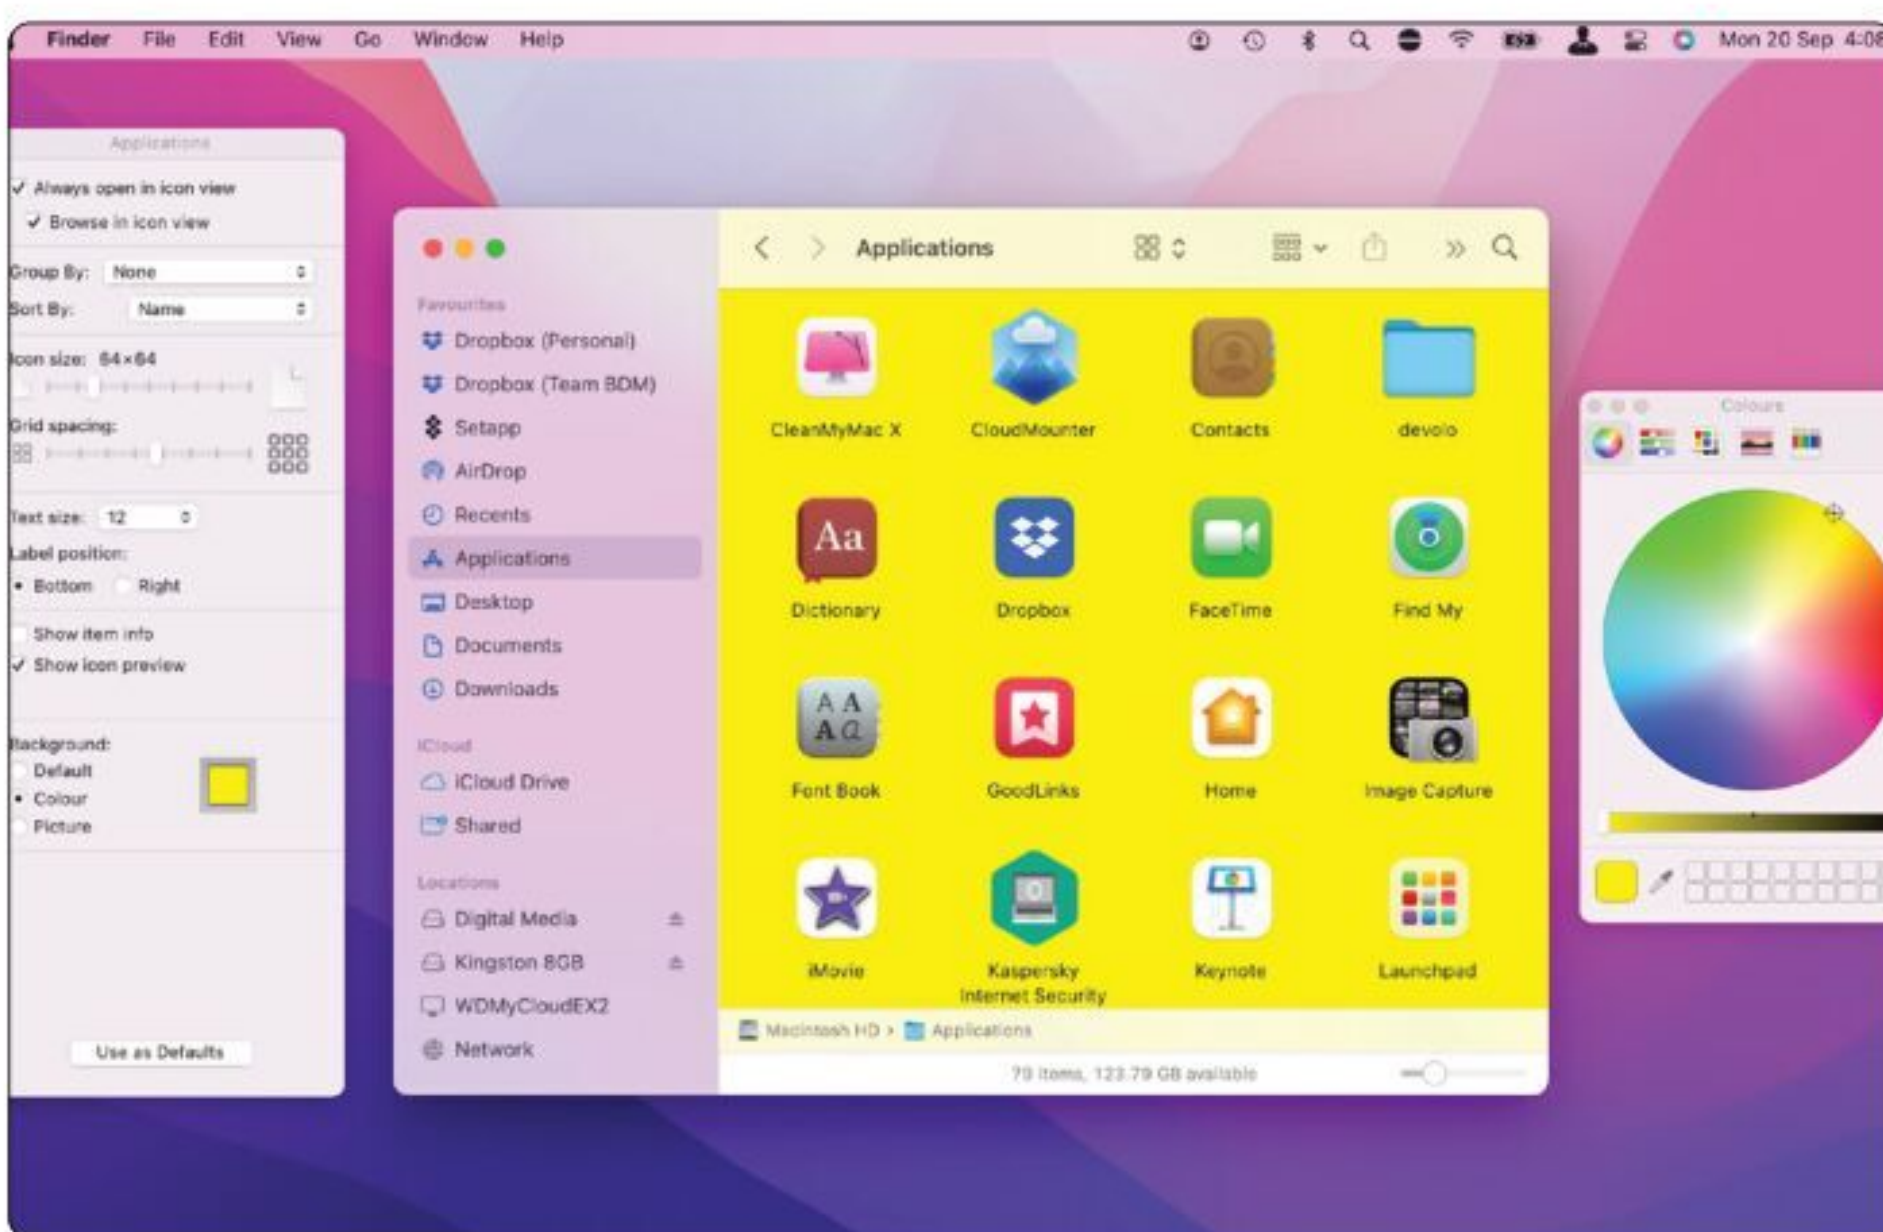 Finder File Edit View Go Window Help Mon 20 Sep 4:08
Applications
Always open in icon view
Browse in icon view
Group By: None
Sort By: Name
Icon size: 64×64
Grid spacing:
Text size: 12
Label position:
Bottom Right
Show item info
Show icon preview
Background:
Default
Colour
Picture
Use as Defaults
Favourites
Dropbox (Personal)
Dropbox (Team BDM)
Setapp
AirDrop
Recents
Applications
Desktop
Documents
Downloads
iCloud
iCloud Drive
Shared
Locations
Digital Media
Kingston 8GB
WDMyCloudEX2
Network
Applications
CleanMyMac X CloudMounter Contacts devolo
Aa
Dictionary Dropbox FaceTime Find My
A A
A a
Font Book GoodLinks Home Image Capture
iMovie Kaspersky Keynote Launchpad
Internet Security
Macintosh HD › Applications
79 items, 123.79 GB available
Colours